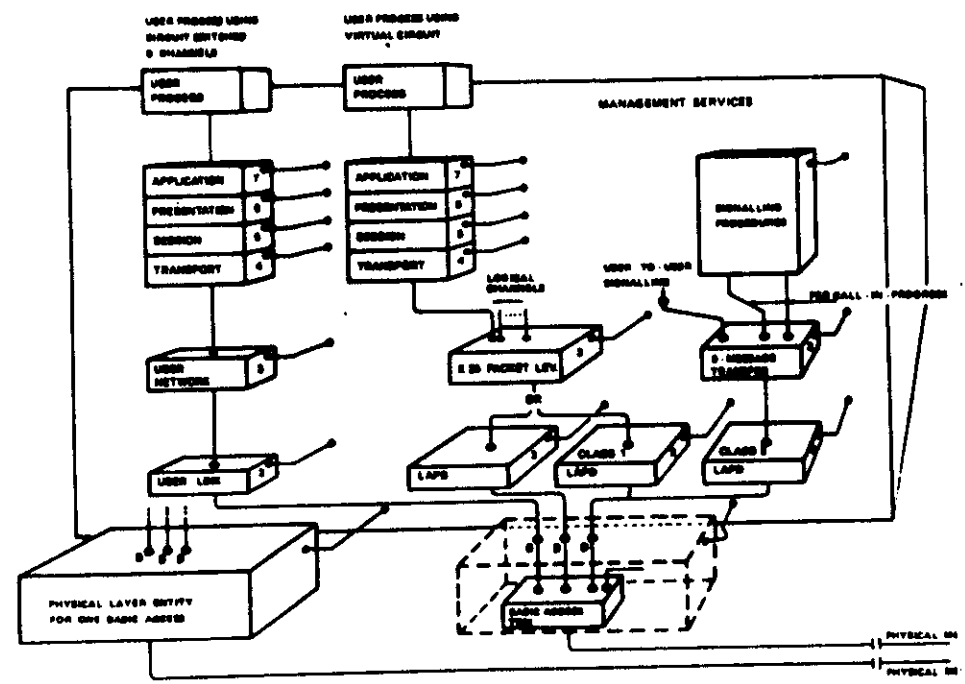 USER PROCESS USING
CIRCUIT SWITCHED
CHANNELS
USER PROCESS USING
VIRTUAL CIRCUIT
USER
PROCESS
USER
PROCESS
MANAGEMENT SERVICES
APPLICATION 7
PRESENTATION 6
SESSION 5
TRANSPORT 4
APPLICATION 7
PRESENTATION 6
SESSION 5
TRANSPORT 4
SIGNALLING
PROCEDURES
LOGICAL
CHANNELS
USER-TO-USER
SIGNALLING
PER CALL-IN-PROGRESS
USER
NETWORK 3
X 25 PACKET LEV. 3
D-MESSAGE
TRANSFER
OR
USER LINK 2
LAPB
CLASS 1
LAPD
CLASS
LAPD
PHYSICAL LAYER ENTITY
FOR ONE BASIC ACCESS
BASIC ACCESS
PHYSICAL
PHYSICAL